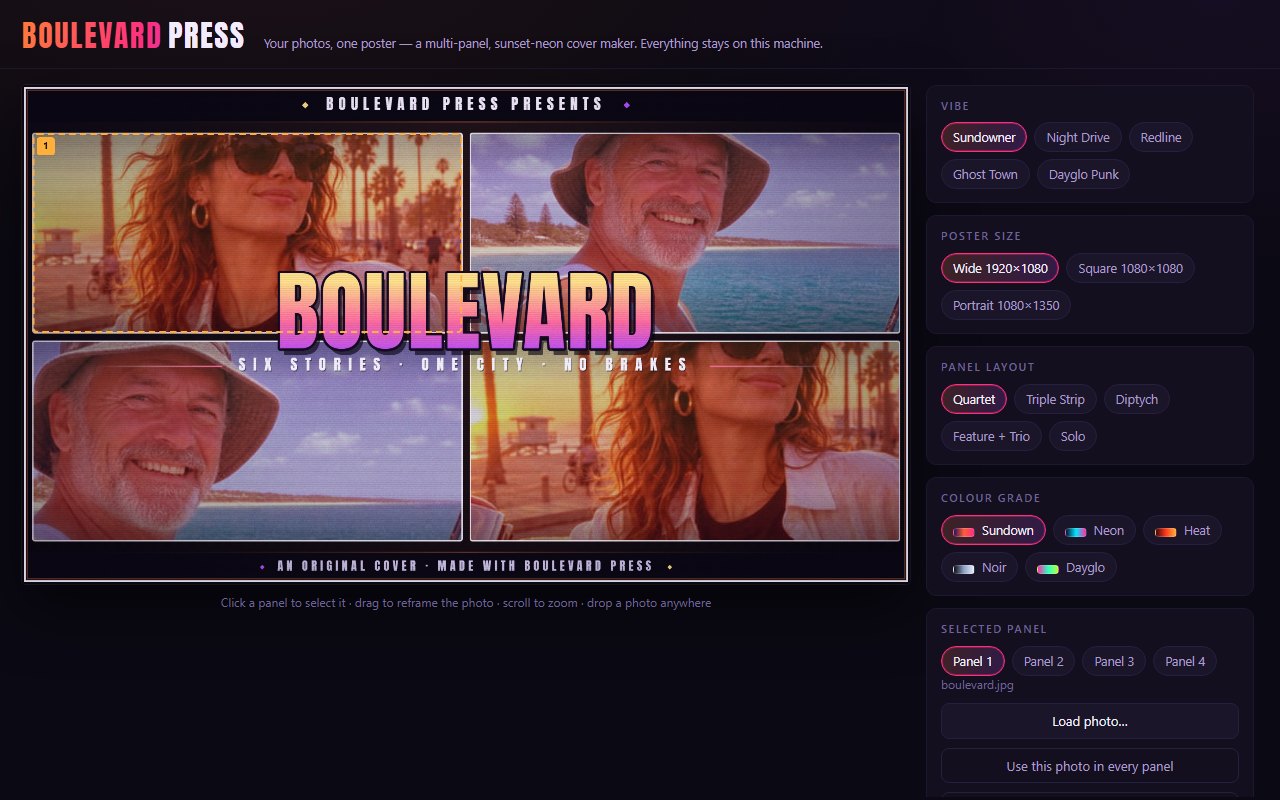 BOULEVARD PRESS
Your photos, one poster — a multi-panel, sunset-neon cover maker. Everything stays on this machine.
BOULEVARD PRESS PRESENTS
1
BOULEVARD
SIX STORIES · ONE CITY · NO BRAKES
AN ORIGINAL COVER · MADE WITH BOULEVARD PRESS
Click a panel to select it · drag to reframe the photo · scroll to zoom · drop a photo anywhere
VIBE
Sundowner Night Drive Redline
Ghost Town Dayglo Punk
POSTER SIZE
Wide 1920×1080 Square 1080×1080
Portrait 1080×1350
PANEL LAYOUT
Quartet Triple Strip Diptych
Feature + Trio Solo
COLOUR GRADE
Sundown Neon Heat
Noir Dayglo
SELECTED PANEL
Panel 1 Panel 2 Panel 3 Panel 4
boulevard.jpg
Load photo...
Use this photo in every panel